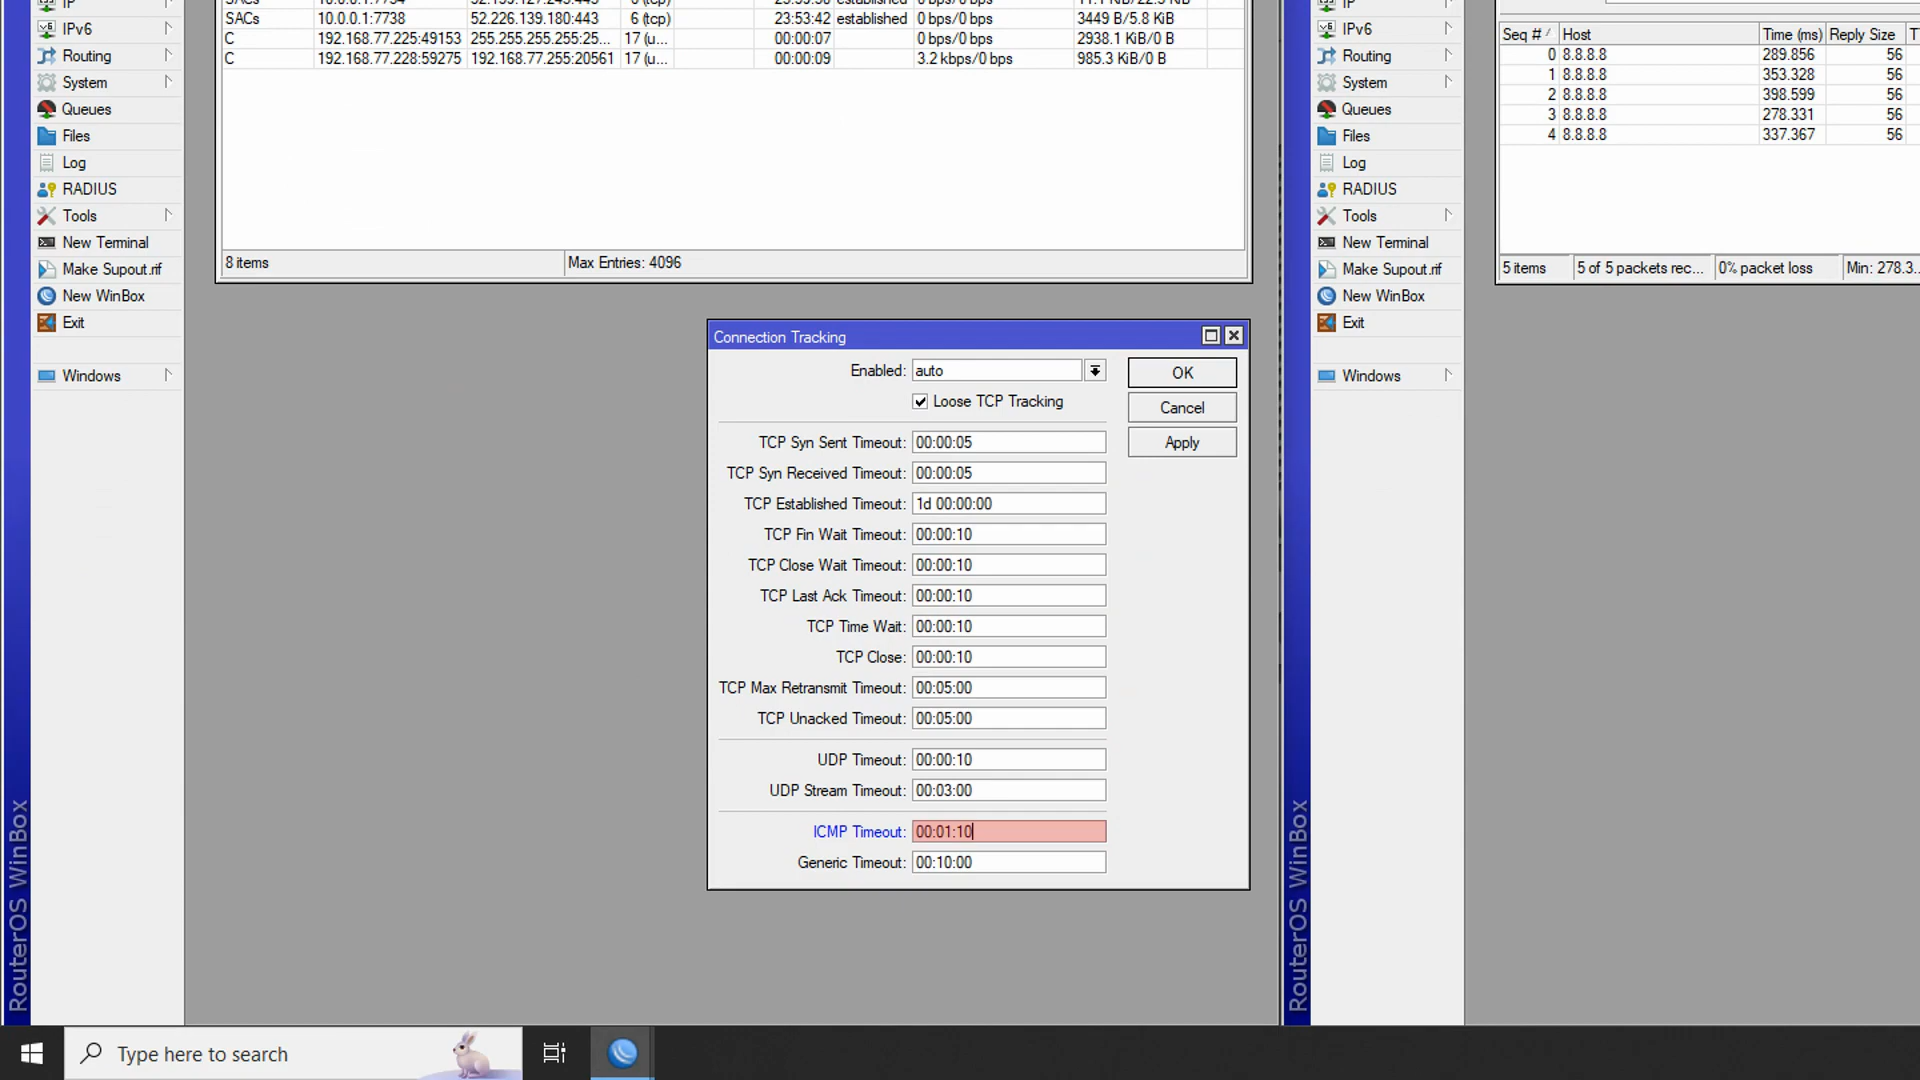 SACs 10.0.0.1:7738 52.226.139.180:443 6 (tcp) 23:53:42 established 0 bps/0 bps 3449 B/5.8 KiB
C 192.168.77.225:49153 255.255.255.255:25... 17 (u... 00:00:07 0 bps/0 bps 2938.1 KiB/0 B
C 192.168.77.228:59275 192.168.77.255:20561 17 (u... 00:00:09 3.2 kbps/0 bps 985.3 KiB/0 B
8 items Max Entries: 4096
IP
IPv6
Routing
System
Queues
Files
Log
RADIUS
Tools
New Terminal
Make Supout.rif
New WinBox
Exit
Windows
RouterOS WinBox
Connection Tracking
Enabled: auto
Loose TCP Tracking
OK
Cancel
Apply
TCP Syn Sent Timeout: 00:00:05
TCP Syn Received Timeout: 00:00:05
TCP Established Timeout: 1d 00:00:00
TCP Fin Wait Timeout: 00:00:10
TCP Close Wait Timeout: 00:00:10
TCP Last Ack Timeout: 00:00:10
TCP Time Wait: 00:00:10
TCP Close: 00:00:10
TCP Max Retransmit Timeout: 00:05:00
TCP Unacked Timeout: 00:05:00
UDP Timeout: 00:00:10
UDP Stream Timeout: 00:03:00
ICMP Timeout: 00:01:10
Generic Timeout: 00:10:00
IP
IPv6
Routing
System
Queues
Files
Log
RADIUS
Tools
New Terminal
Make Supout.rif
New WinBox
Exit
Windows
RouterOS WinBox
Seq # Host Time (ms) Reply Size
0 8.8.8.8 289.856 56
1 8.8.8.8 353.328 56
2 8.8.8.8 398.599 56
3 8.8.8.8 278.331 56
4 8.8.8.8 337.367 56
5 items 5 of 5 packets rec... 0% packet loss Min: 278.3...
Type here to search